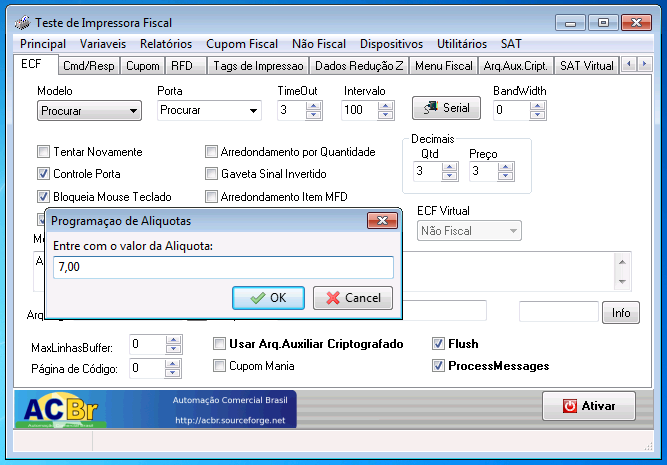 Teste de Impressora Fiscal
Principal Variaveis Relatórios Cupom Fiscal Não Fiscal Dispositivos Utilitários SAT
ECF Cmd/Resp Cupom RFD Tags de Impressao Dados Redução Z Menu Fiscal Arq.Aux.Cript. SAT Virtual
Modelo Porta TimeOut Intervalo BandWidth
Procurar Procurar 3 100 Serial 0
Tentar Novamente Arredondamento por Quantidade Decimais
Controle Porta Gaveta Sinal Invertido Qtd Preço
3 3
Bloqueia Mouse Teclado Arredondamento Item MFD
Programaçao de Aliquotas
ECF Virtual
Não Fiscal
Entre com o valor da Aliquota:
7,00
OK Cancel
Info
MaxLinhasBuffer: 0 Usar Arq.Auxiliar Criptografado Flush
Página de Código: 0 Cupom Mania ProcessMessages
ACBr
Automação Comercial Brasil
http://acbr.sourceforge.net
Ativar